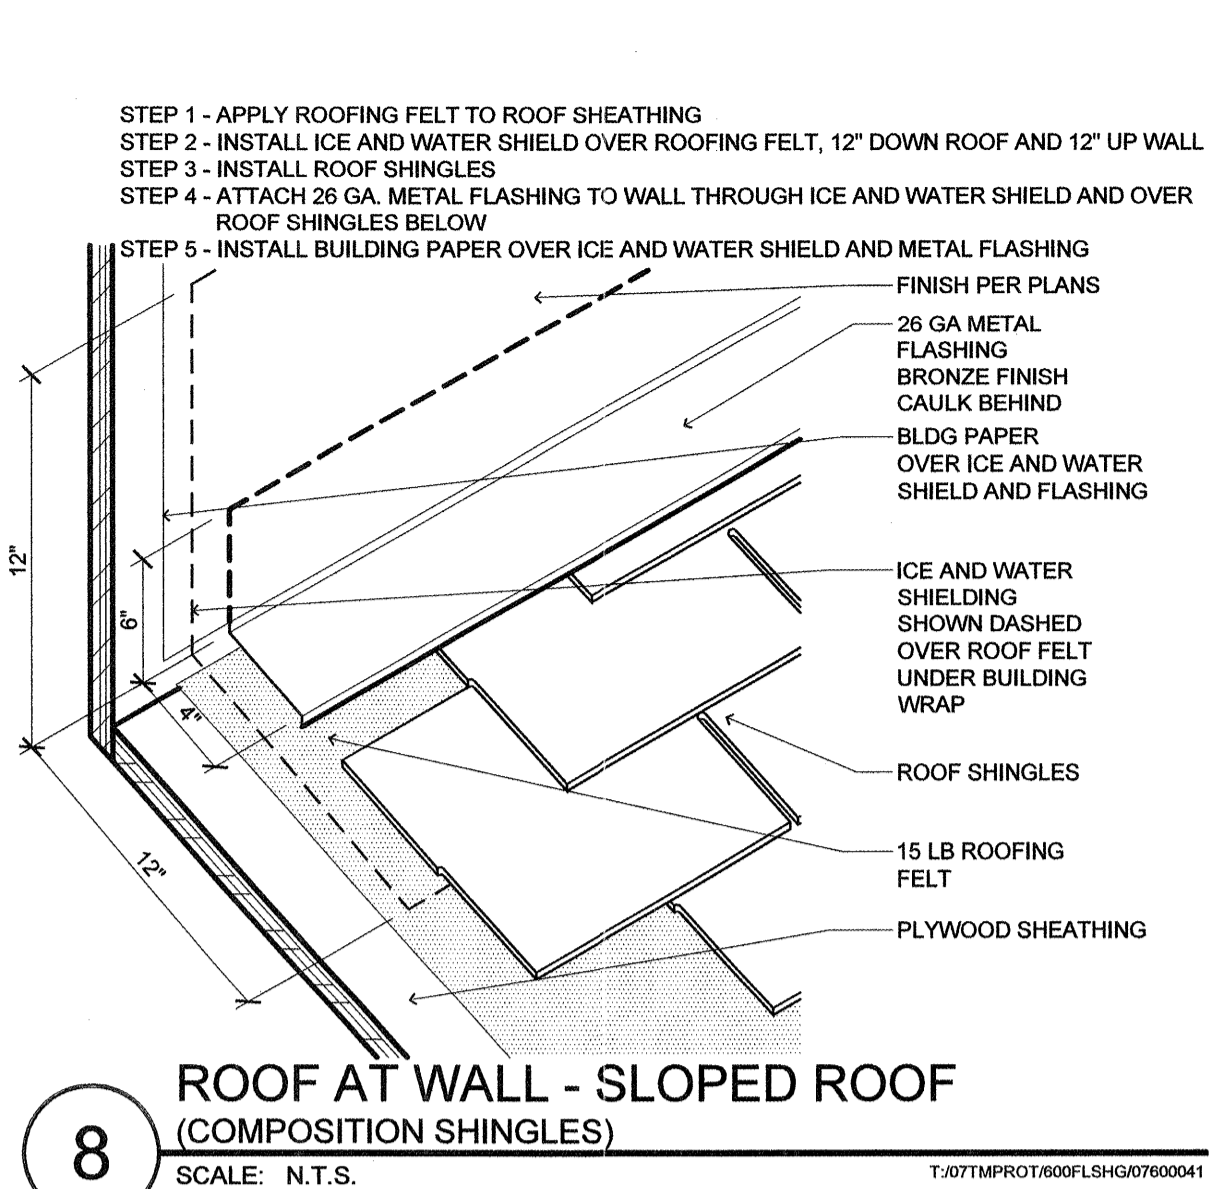 STEP 1 - APPLY ROOFING FELT TO ROOF SHEATHING
STEP 2 - INSTALL ICE AND WATER SHIELD OVER ROOFING FELT, 12" DOWN ROOF AND 12" UP WALL
STEP 3 - INSTALL ROOF SHINGLES
STEP 4 - ATTACH 26 GA. METAL FLASHING TO WALL THROUGH ICE AND WATER SHIELD AND OVER
ROOF SHINGLES BELOW
STEP 5 - INSTALL BUILDING PAPER OVER ICE AND WATER SHIELD AND METAL FLASHING
FINISH PER PLANS
26 GA METAL
FLASHING
BRONZE FINISH
CAULK BEHIND
BLDG PAPER
OVER ICE AND WATER
SHIELD AND FLASHING
12"
6"
ICE AND WATER
SHIELDING
SHOWN DASHED
OVER ROOF FELT
UNDER BUILDING
WRAP
4"
ROOF SHINGLES
12"
15 LB ROOFING
FELT
PLYWOOD SHEATHING
8
ROOF AT WALL - SLOPED ROOF
(COMPOSITION SHINGLES)
SCALE: N.T.S.
T:/07TMPROT/600FLSHG/07600041